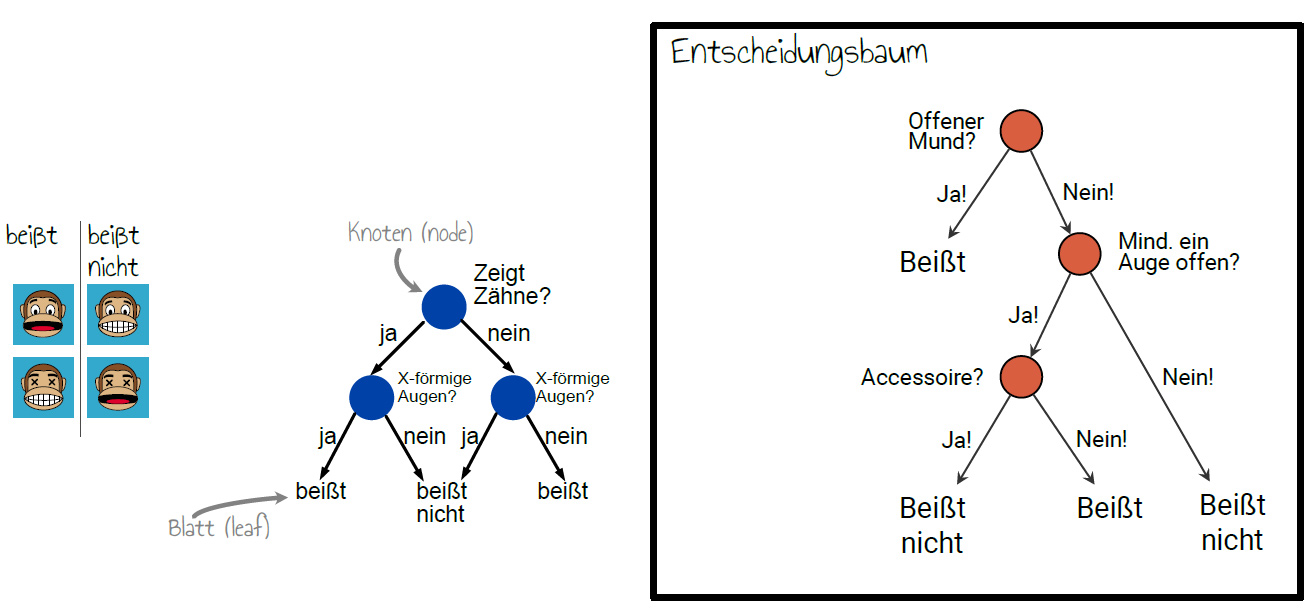 beißt
beißt
nicht
Knoten (node)
Zeigt
Zähne?
ja
nein
X-förmige
Augen?
X-förmige
Augen?
ja
nein
ja
nein
beißt
beißt
nicht
beißt
Blatt (leaf)
Entscheidungsbaum
Offener
Mund?
Ja!
Nein!
Beißt
Mind. ein
Auge offen?
Ja!
Nein!
Accessoire?
Ja!
Nein!
Beißt
nicht
Beißt
Beißt
nicht